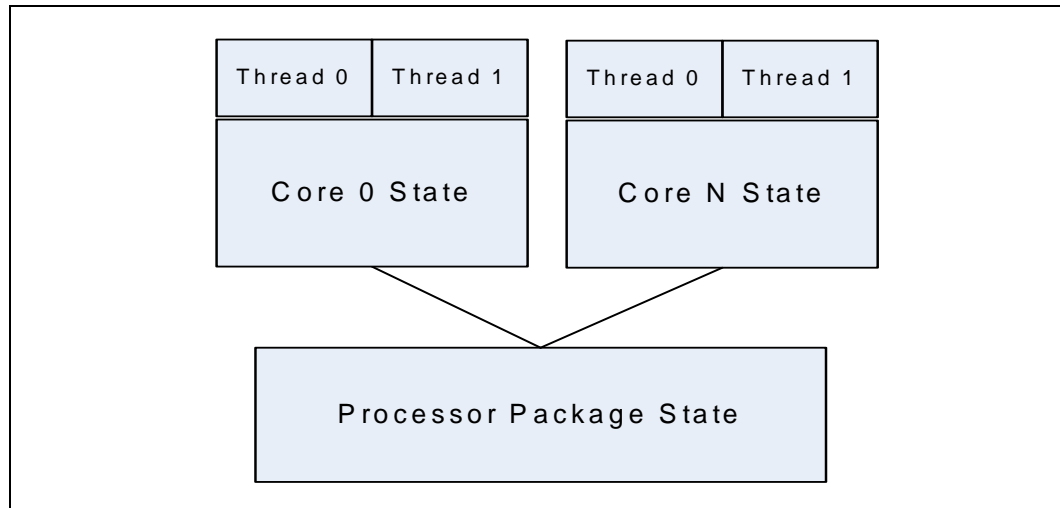 Thread 0 Thread 1 Thread 0 Thread 1
Core 0 State Core N State
Processor Package State